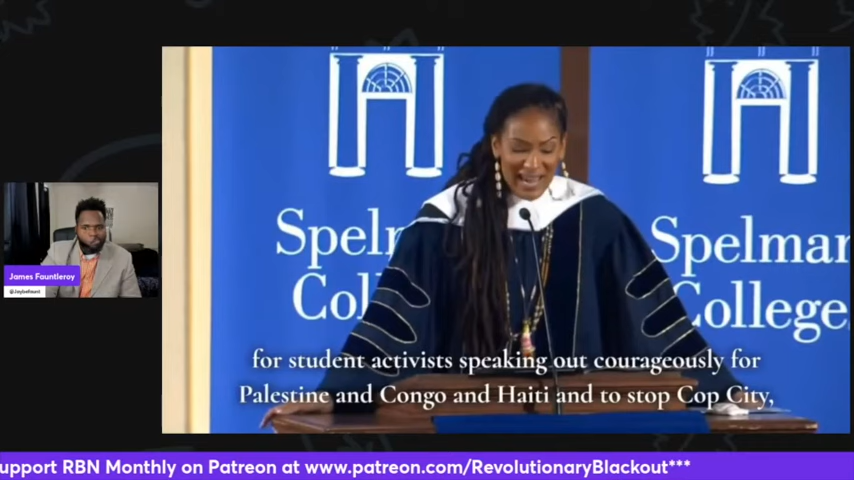 Spelman
College
Spelman
College
James Fauntleroy
for student activists speaking out courageously for
Palestine and Congo and Haiti and to stop Cop City,
upport RBN Monthly on Patreon at www.patreon.com/RevolutionaryBlackout***